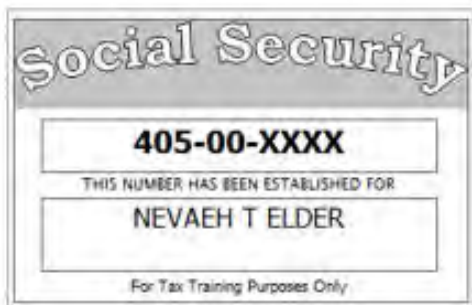 Social Security
405-00-XXXX
THIS NUMBER HAS BEEN ESTABLISHED FOR
NEVAEH T ELDER
For Tax Training Purposes Only